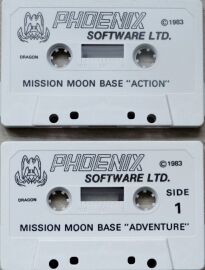 PHOENIX ©1983
SOFTWARE LTD.
DRAGON
MISSION MOON BASE "ACTION"
PHOENIX ©1983
SOFTWARE LTD.
SIDE
DRAGON
1
MISSION MOON BASE "ADVENTURE"